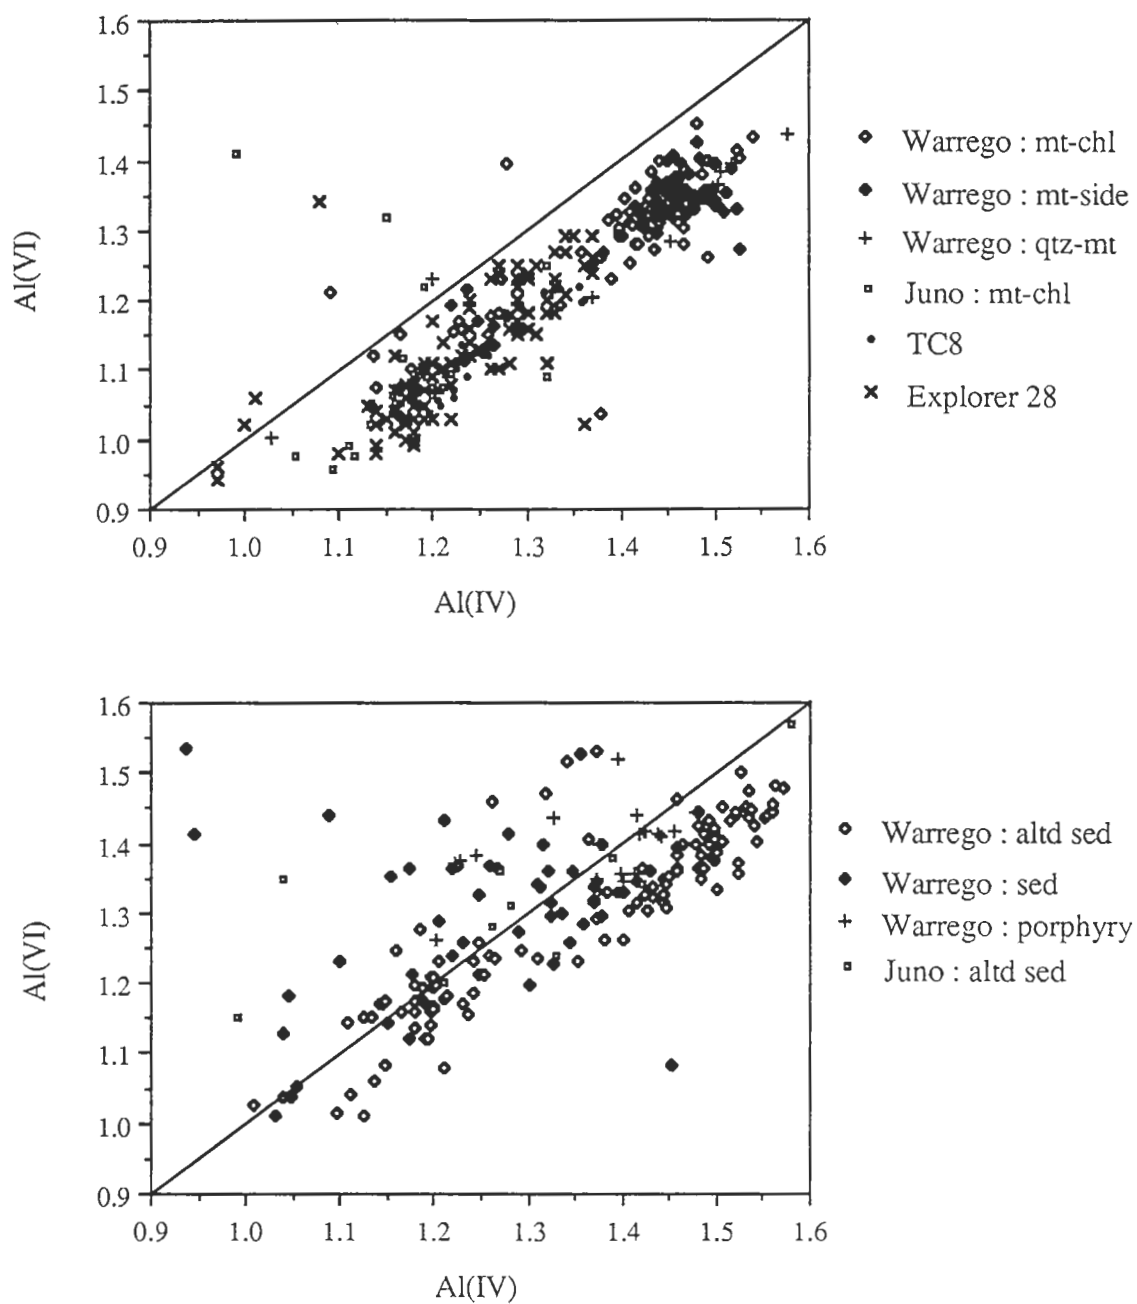 1.6
1.5
1.4
1.3
1.2
1.1
1.0
0.9
Al(VI)
0.9 1.0 1.1 1.2 1.3 1.4 1.5 1.6
Al(IV)
Warrego : mt-chl
Warrego : mt-side
Warrego : qtz-mt
Juno : mt-chl
TC8
Explorer 28
1.6
1.5
1.4
1.3
1.2
1.1
1.0
0.9
Al(VI)
0.9 1.0 1.1 1.2 1.3 1.4 1.5 1.6
Al(IV)
Warrego : altd sed
Warrego : sed
Warrego : porphyry
Juno : altd sed